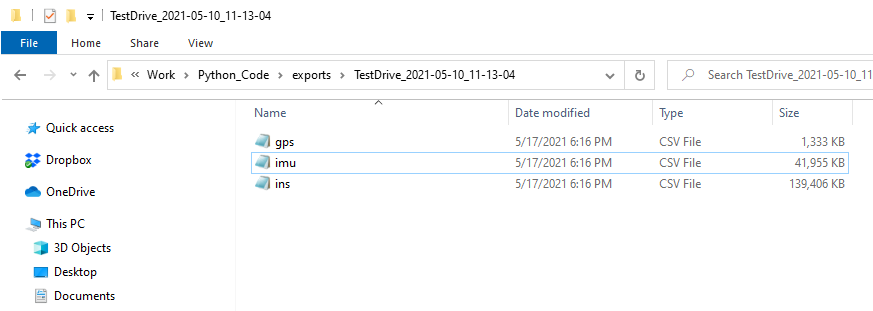 TestDrive_2021-05-10_11-13-04
File Home Share View
« Work > Python_Code > exports > TestDrive_2021-05-10_11-13-04 Search TestDrive_2021-05-10_11
Name Date modified Type Size
Quick access
gps 5/17/2021 6:16 PM CSV File 1,333 KB
Dropbox
imu 5/17/2021 6:16 PM CSV File 41,955 KB
OneDrive
ins 5/17/2021 6:16 PM CSV File 139,406 KB
This PC
3D Objects
Desktop
Documents